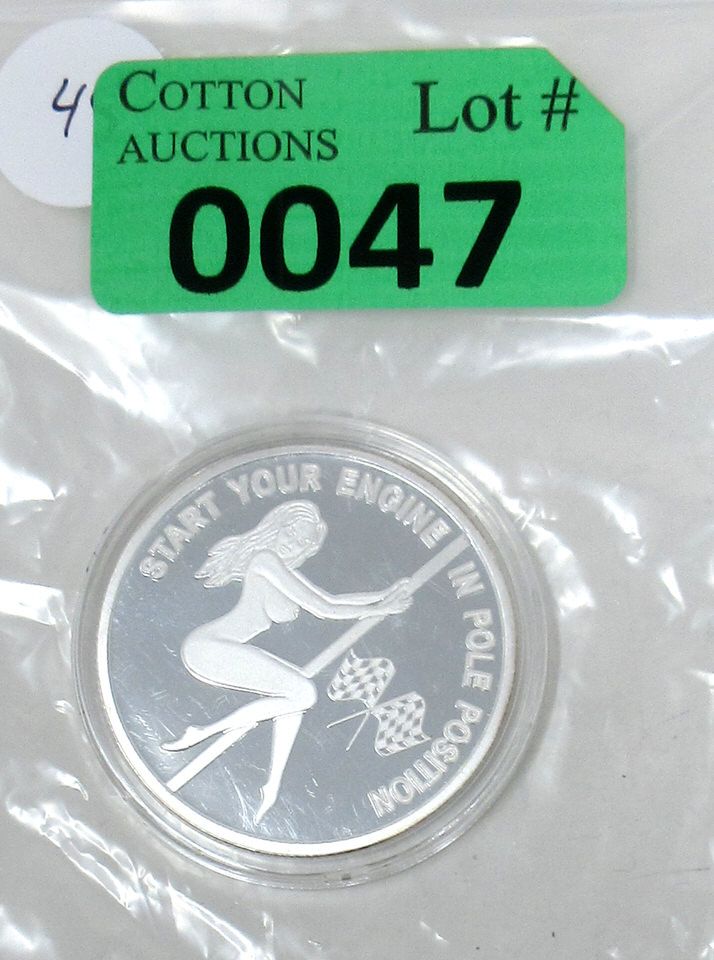 COTTON
AUCTIONS
Lot #
0047
START YOUR ENGINE IN POLE POSITION